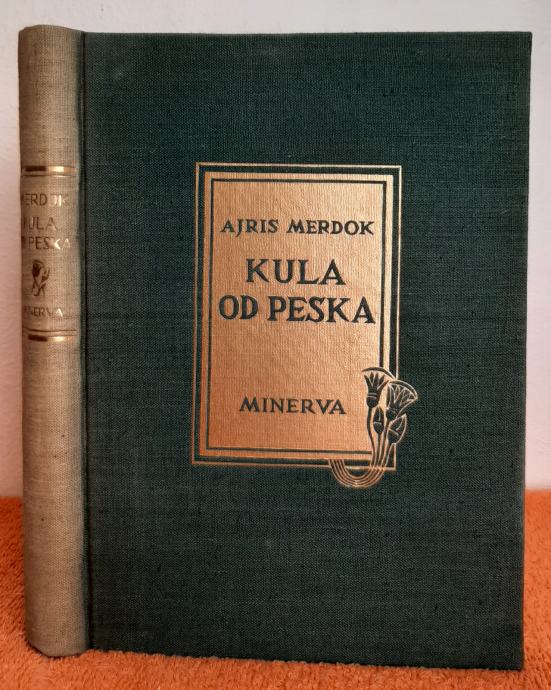 MERDOK
KULA
OD PESKA
MINERVA
AJRIS MERDOK
KULA
OD PESKA
MINERVA